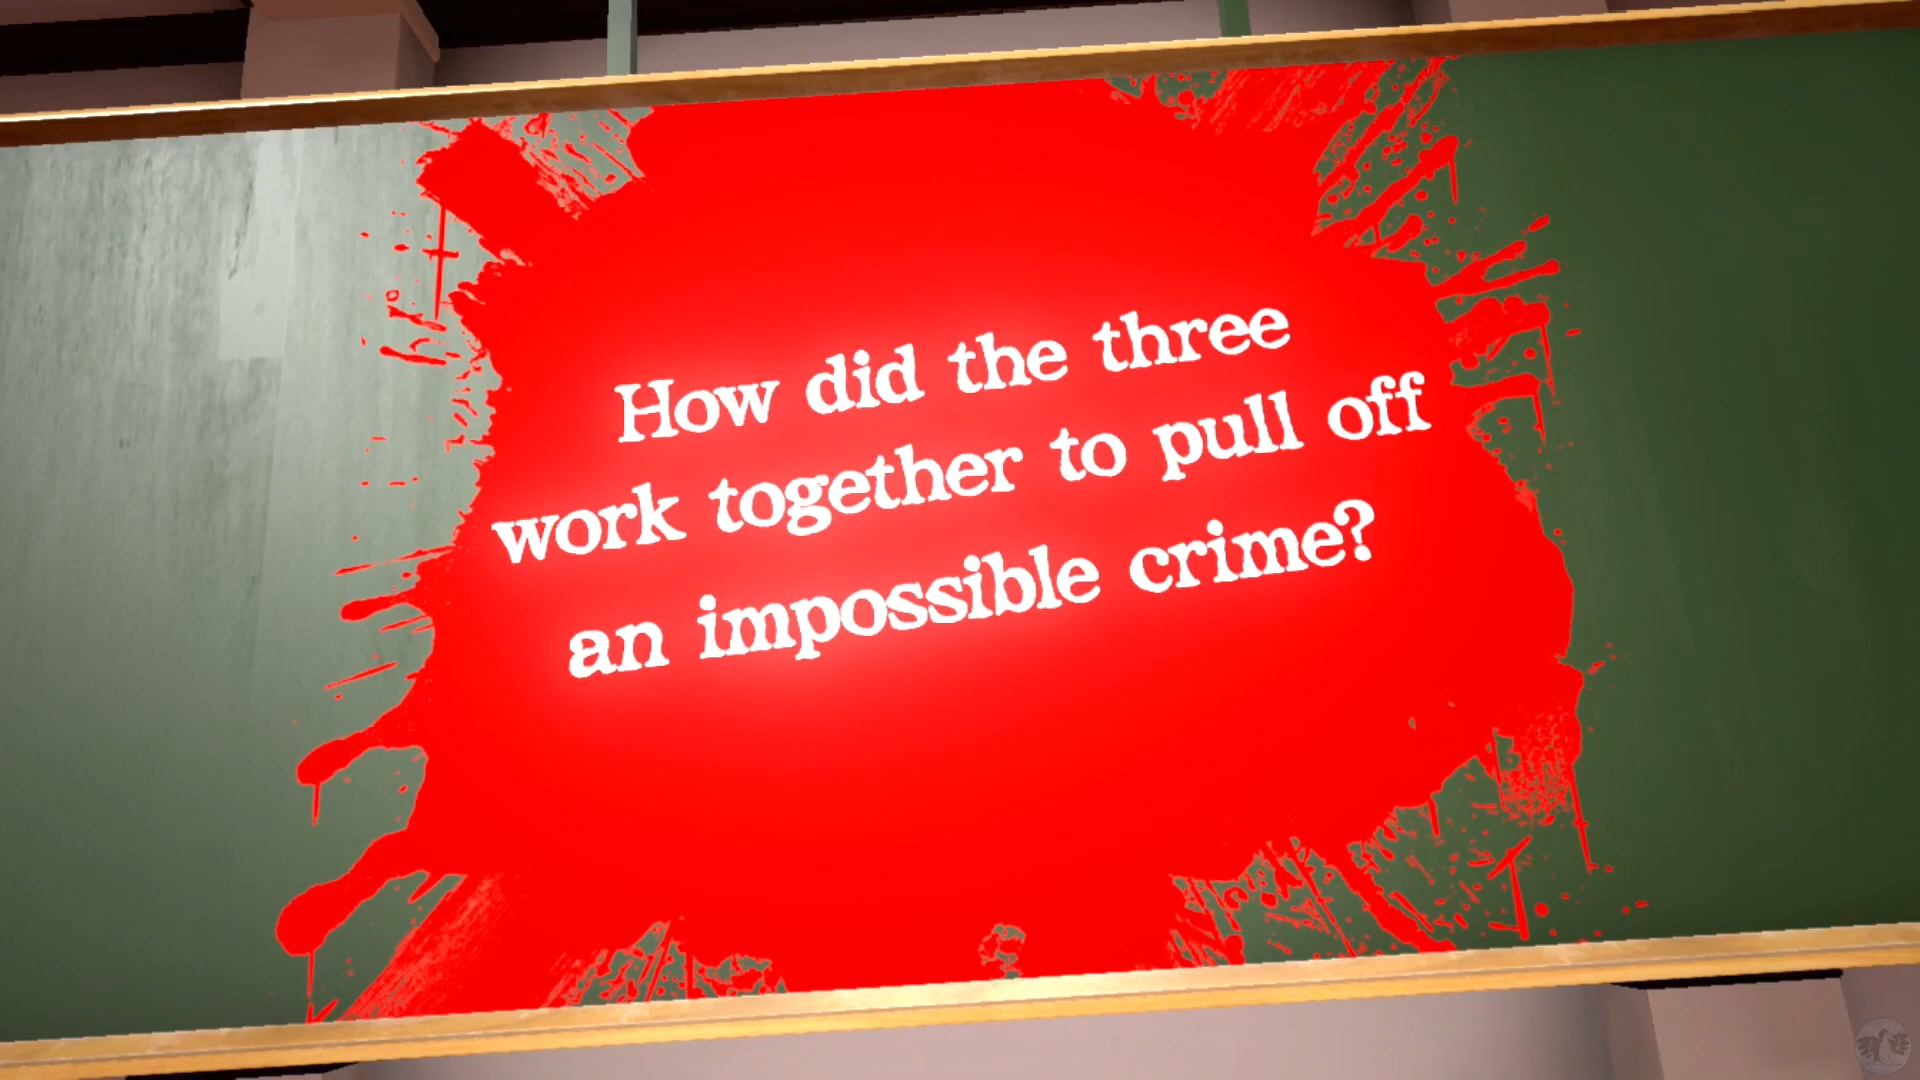 How did the three
work together to pull off
an impossible crime?